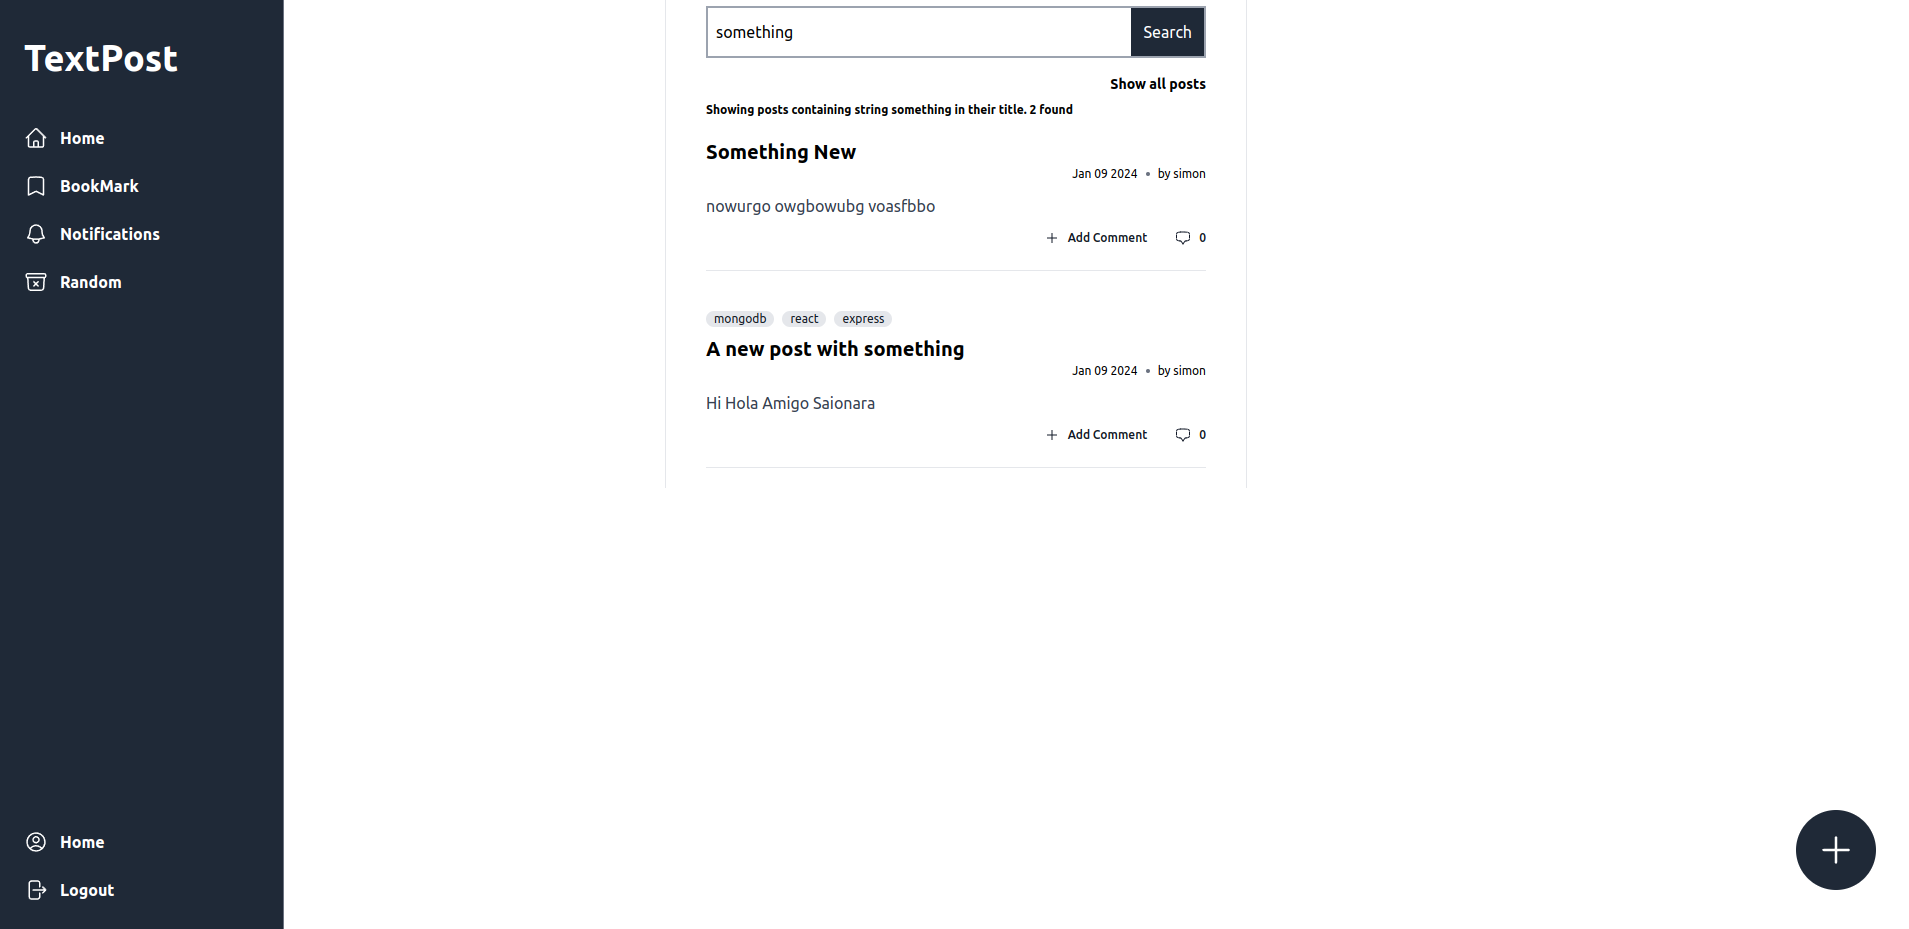 TextPost
Home
BookMark
Notifications
Random
Home
Logout
something
Search
Show all posts
Showing posts containing string something in their title. 2 found
Something New
Jan 09 2024 • by simon
nowurgo owgbowubg voasfbbo
Add Comment 0
mongodb react express
A new post with something
Jan 09 2024 • by simon
Hi Hola Amigo Saionara
Add Comment 0